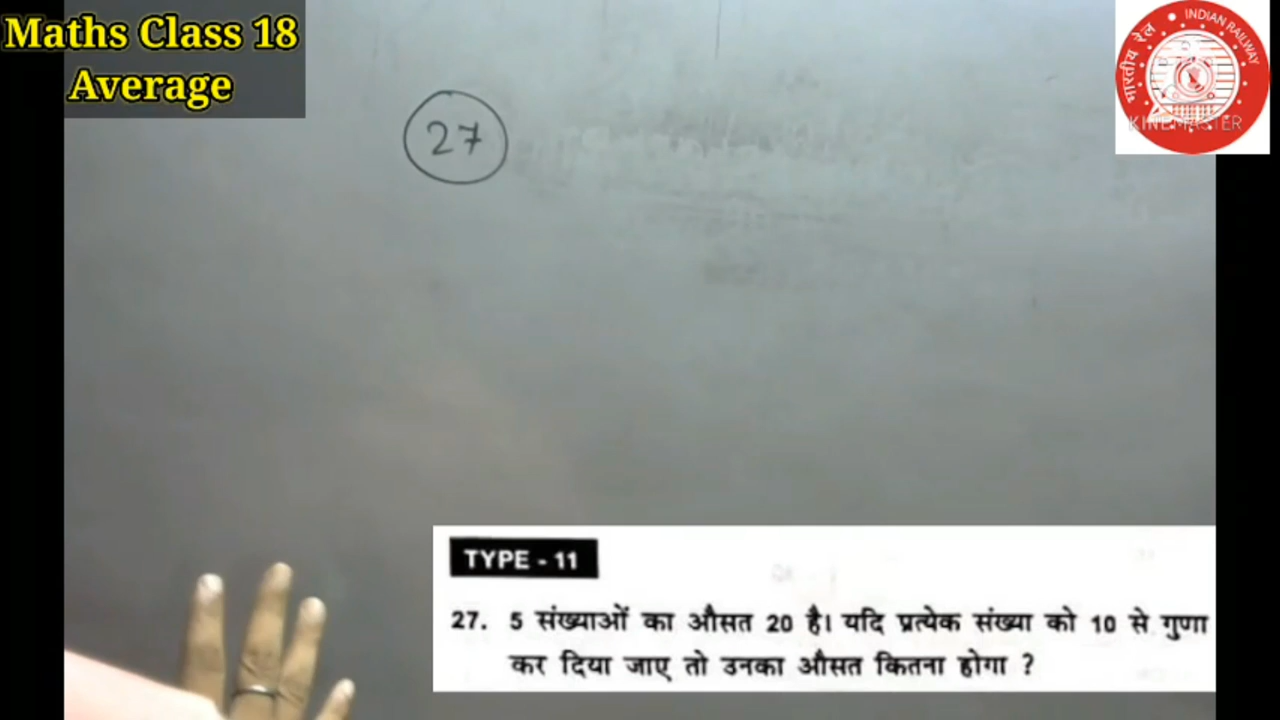 Maths Class 18
Average
भारतीय रेल
INDIAN RAILWAY
KINEMASTER
27
TYPE - 11
27. 5 संख्याओं का औसत 20 है। यदि प्रत्येक संख्या को 10 से गुणा
कर दिया जाए तो उनका औसत कितना होगा ?